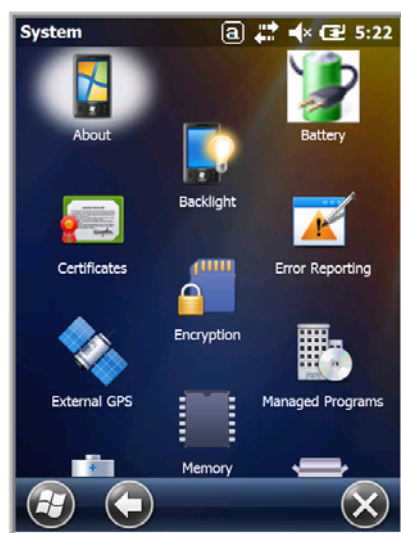 System a 5:22
About
Battery
Backlight
Certificates
Error Reporting
Encryption
External GPS
Managed Programs
Memory